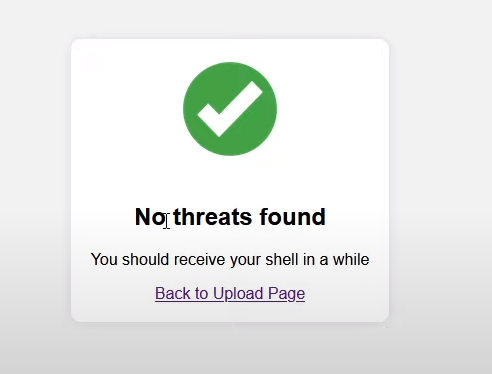 No threats found
You should receive your shell in a while
Back to Upload Page